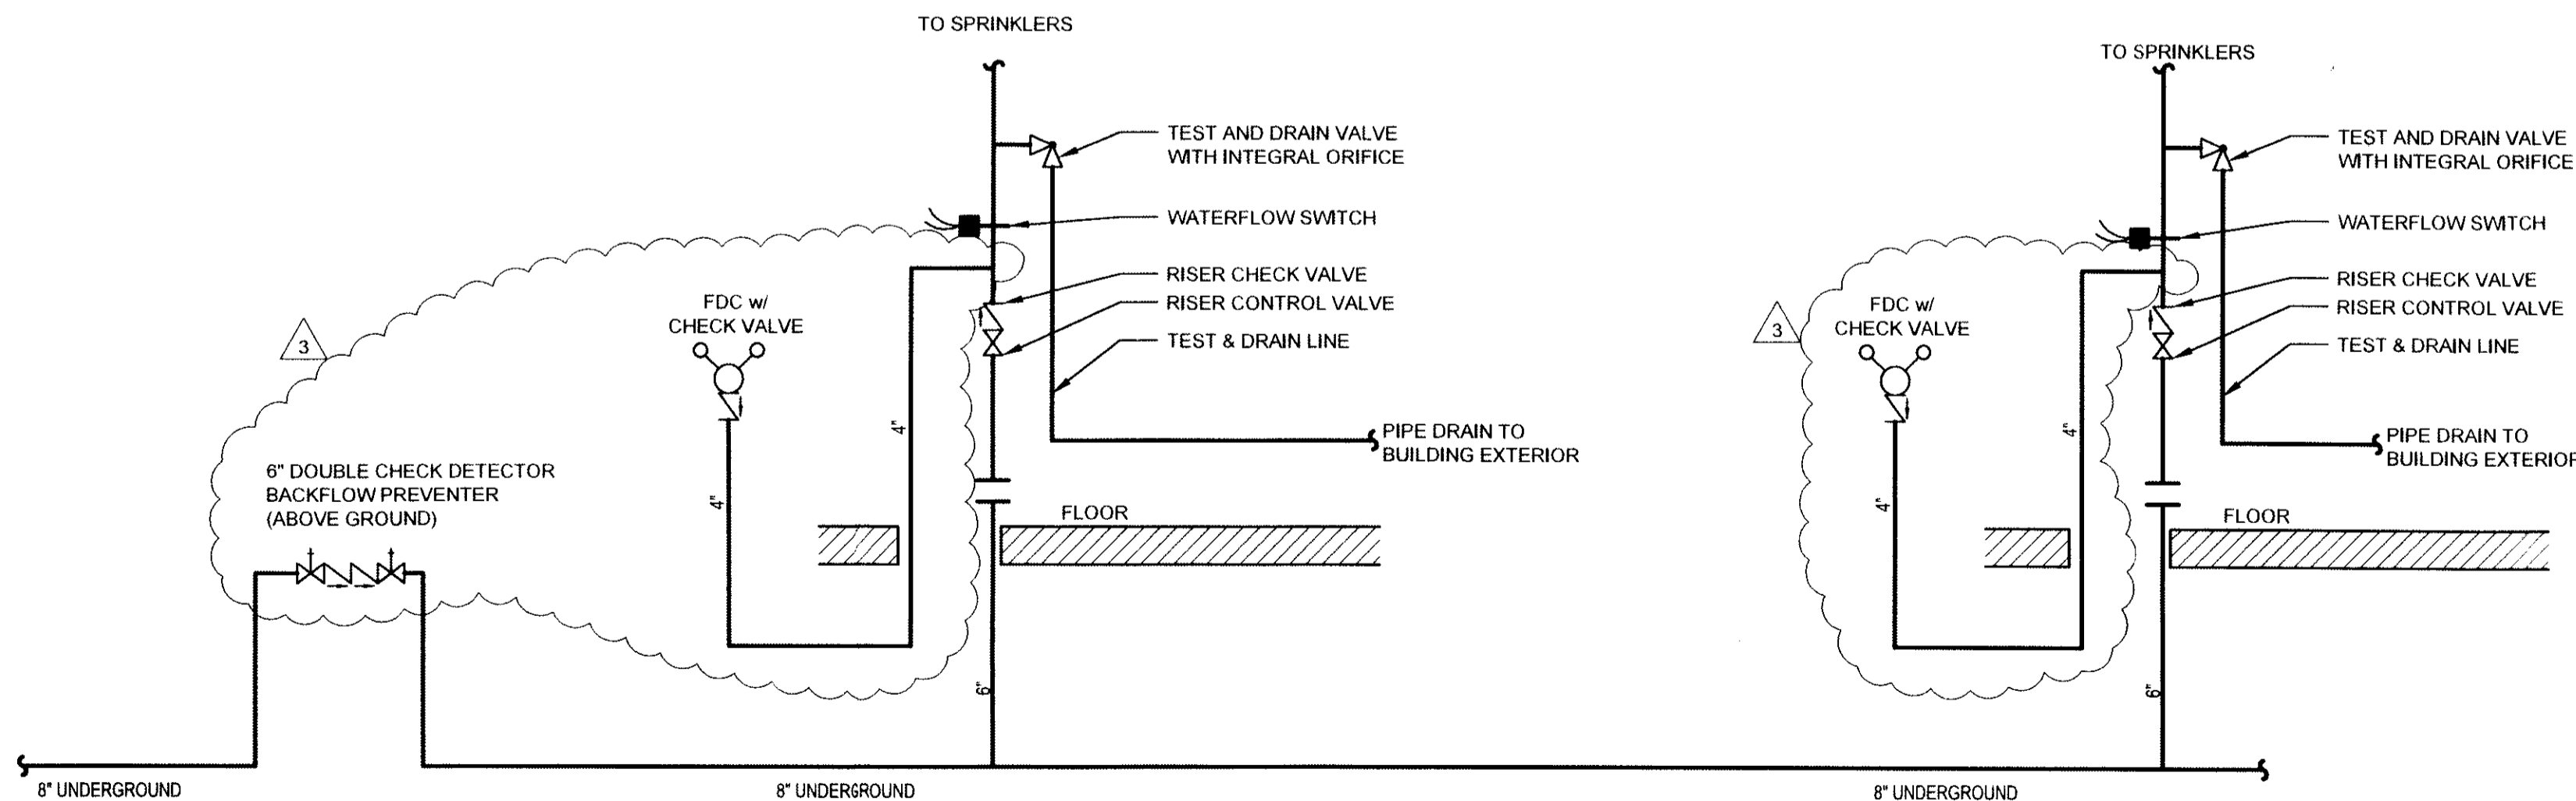 TO SPRINKLERS
TEST AND DRAIN VALVE
WITH INTEGRAL ORIFICE
WATERFLOW SWITCH
RISER CHECK VALVE
RISER CONTROL VALVE
TEST & DRAIN LINE
FDC w/
CHECK VALVE
3
4"
4"
PIPE DRAIN TO
BUILDING EXTERIOR
6" DOUBLE CHECK DETECTOR
BACKFLOW PREVENTER
(ABOVE GROUND)
FLOOR
6"
8" UNDERGROUND
8" UNDERGROUND
TO SPRINKLERS
TEST AND DRAIN VALVE
WITH INTEGRAL ORIFICE
WATERFLOW SWITCH
RISER CHECK VALVE
RISER CONTROL VALVE
TEST & DRAIN LINE
FDC w/
CHECK VALVE
3
4"
4"
PIPE DRAIN TO
BUILDING EXTERIOR
FLOOR
6"
8" UNDERGROUND